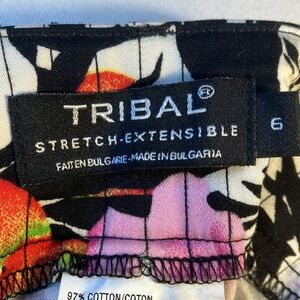 TRIBAL®
STRETCH-EXTENSIBLE
FAIT EN BULGARIE-MADE IN BULGARIA
6
97% COTTON/COTON